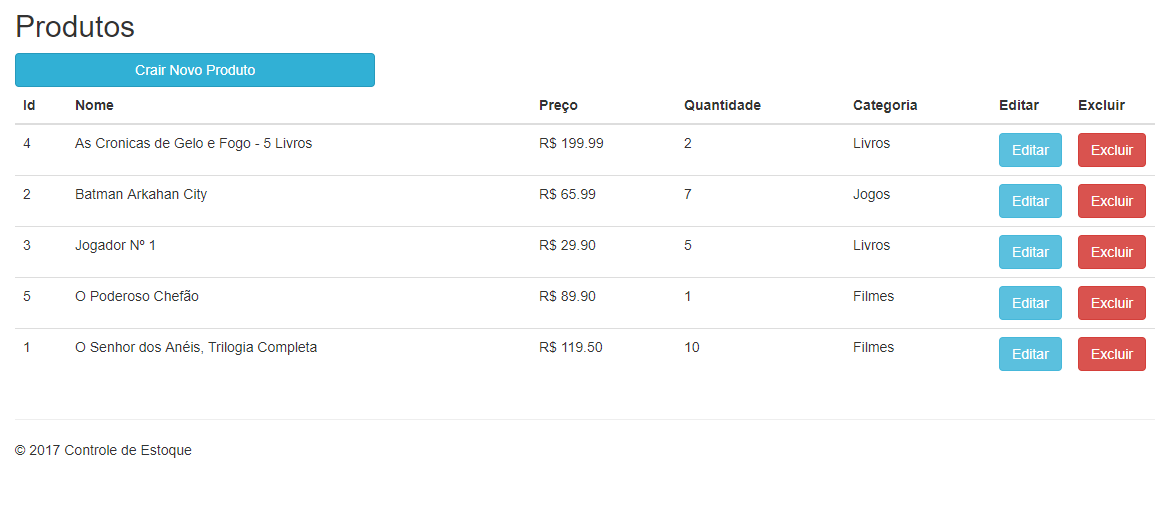 Produtos
Crair Novo Produto
Id Nome Preço Quantidade Categoria Editar Excluir
4 As Cronicas de Gelo e Fogo - 5 Livros R$ 199.99 2 Livros Editar Excluir
2 Batman Arkahan City R$ 65.99 7 Jogos Editar Excluir
3 Jogador Nº 1 R$ 29.90 5 Livros Editar Excluir
5 O Poderoso Chefão R$ 89.90 1 Filmes Editar Excluir
1 O Senhor dos Anéis, Trilogia Completa R$ 119.50 10 Filmes Editar Excluir
© 2017 Controle de Estoque